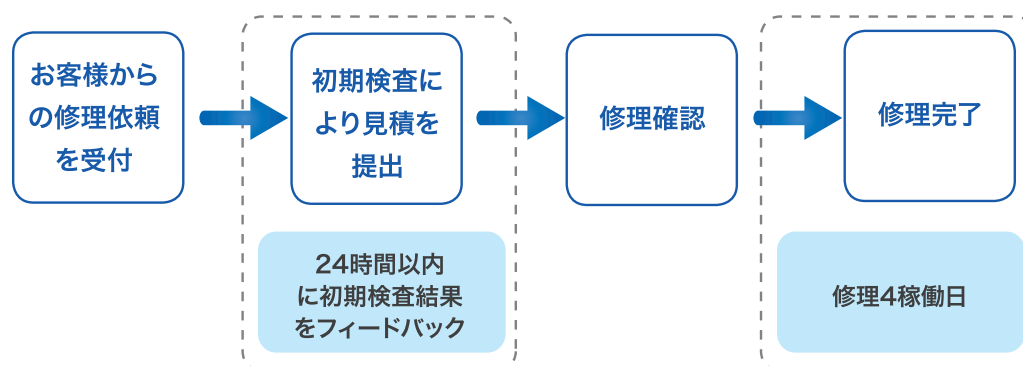 お客様から
の修理依頼
を受付
初期検査に
より見積を
提出
修理確認
修理完了
24時間以内
に初期検査結果
をフィードバック
修理4稼働日